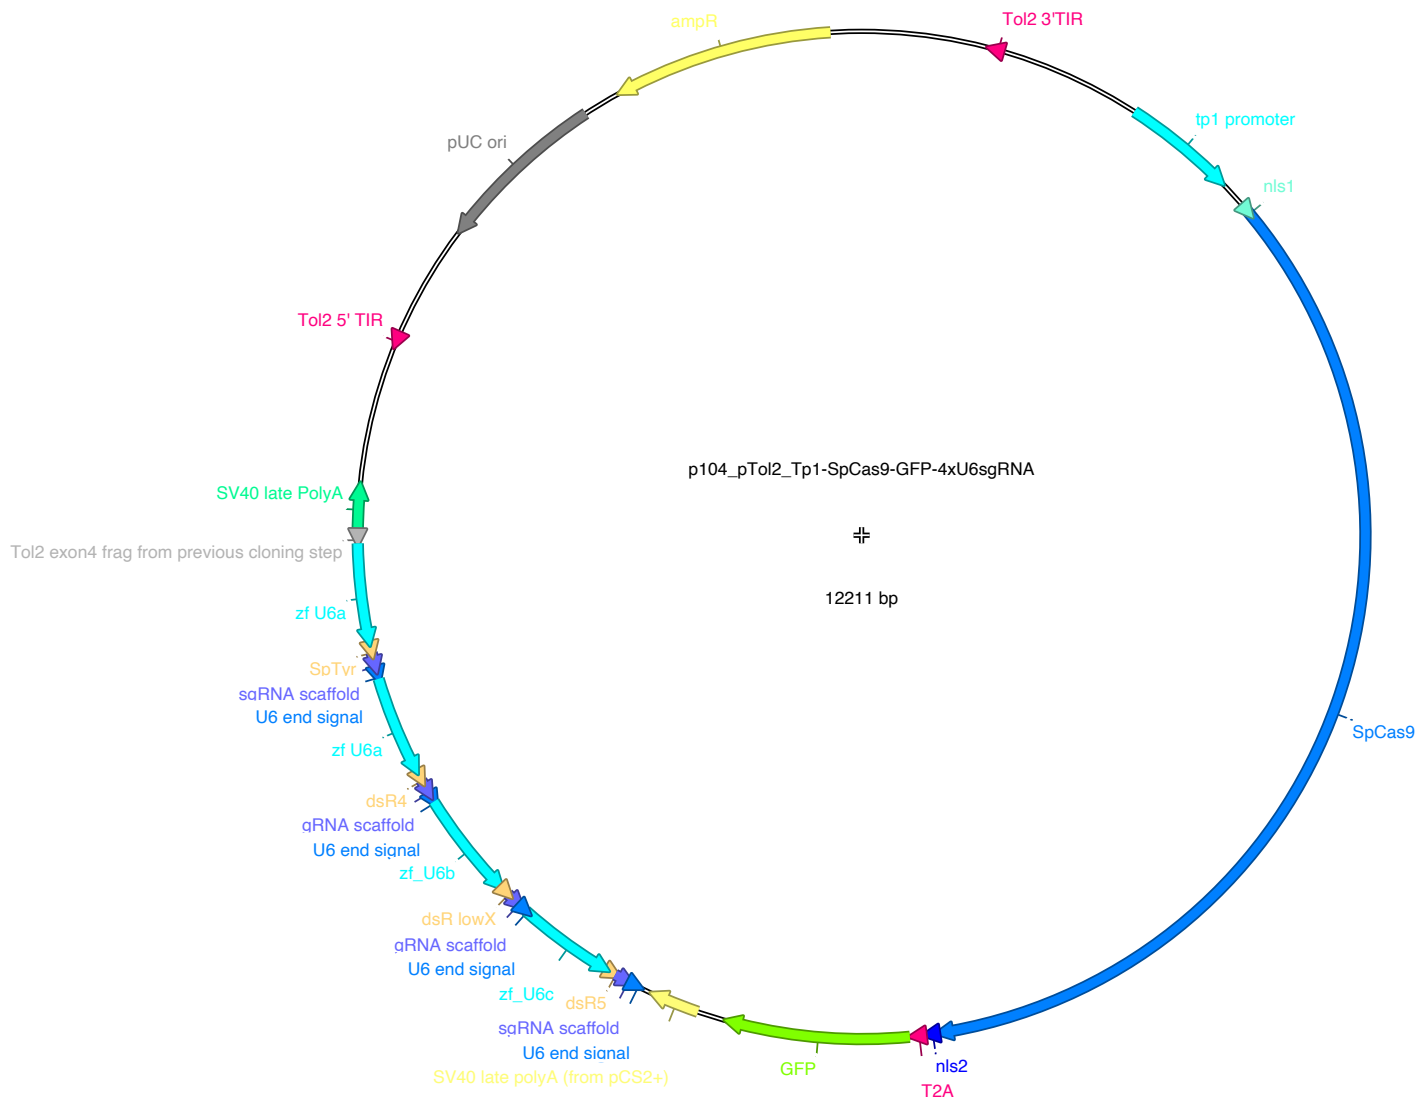 ampR
Tol2 3'TIR
tp1 promoter
pUC ori
nls1
Tol2 5' TIR
p104_pTol2_Tp1-SpCas9-GFP-4xU6sgRNA
SV40 late PolyA
Tol2 exon4 frag from previous cloning step
12211 bp
zf U6a
SpTyr
sgRNA scaffold
U6 end signal
SpCas9
zf U6a
dsR4
gRNA scaffold
U6 end signal
zf_U6b
dsR lowX
gRNA scaffold
U6 end signal
zf_U6c
dsR5
sgRNA scaffold
U6 end signal
nls2
GFP
SV40 late polyA (from pCS2+)
T2A